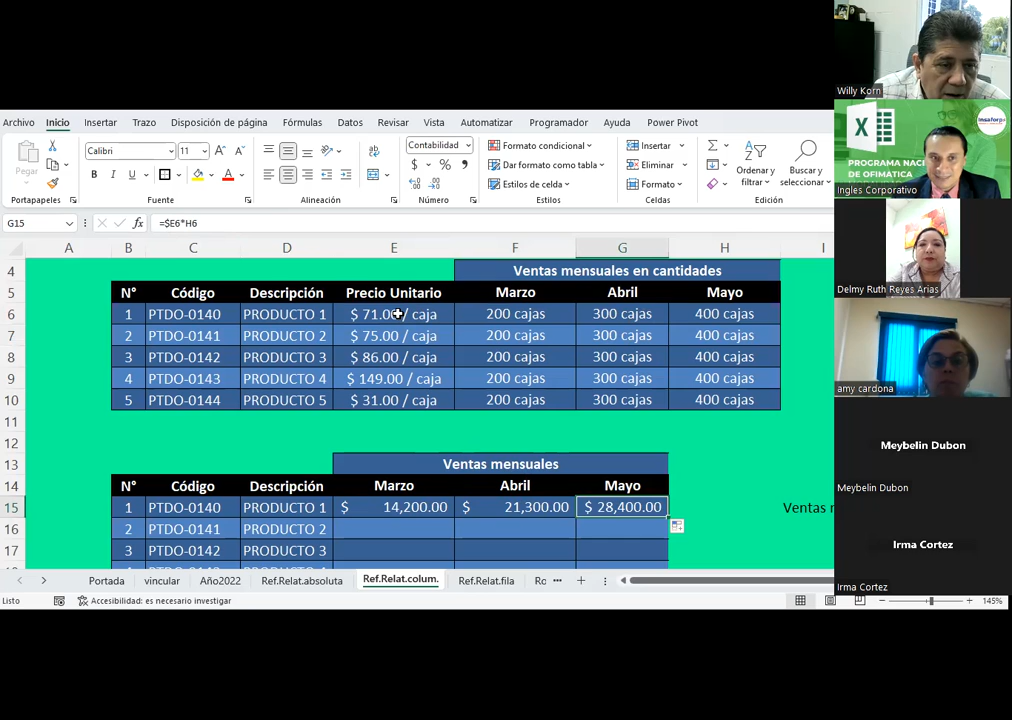 Archivo Inicio Insertar Trazo Disposición de página Fórmulas Datos Revisar Vista Automatizar Programador Ayuda Power Pivot
Pegar
Calibri 11
N I S
ab
Contabilidad
$ % ,
Formato condicional
Dar formato como tabla
Estilos de celda
Insertar
Eliminar
Formato
Ordenar y filtrar
Buscar y seleccionar
Portapapeles Fuente Alineación Número Estilos Celdas Edición
G15 fx =$E6*H6
A B C D E F G H I
4 Ventas mensuales en cantidades
5 N° Código Descripción Precio Unitario Marzo Abril Mayo
6 1 PTDO-0140 PRODUCTO 1 $ 71.00 / caja 200 cajas 300 cajas 400 cajas
7 2 PTDO-0141 PRODUCTO 2 $ 75.00 / caja 200 cajas 300 cajas 400 cajas
8 3 PTDO-0142 PRODUCTO 3 $ 86.00 / caja 200 cajas 300 cajas 400 cajas
9 4 PTDO-0143 PRODUCTO 4 $ 149.00 / caja 200 cajas 300 cajas 400 cajas
10 5 PTDO-0144 PRODUCTO 5 $ 31.00 / caja 200 cajas 300 cajas 400 cajas
11
12
13 Ventas mensuales
14 N° Código Descripción Marzo Abril Mayo
15 1 PTDO-0140 PRODUCTO 1 $ 14,200.00 $ 21,300.00 $ 28,400.00 Ventas
16 2 PTDO-0141 PRODUCTO 2
17 3 PTDO-0142 PRODUCTO 3
Portada vincular Año2022 Ref.Relat.absoluta Ref.Relat.colum. Ref.Relat.fila Rc
Listo Accesibilidad: es necesario investigar 145%
Willy Korn
X
Insaforp
PROGRAMA NAC
DE OFIMÁTICA
Ingles Corporativo
Delmy Ruth Reyes Arias
amy cardona
Meybelin Dubon
Meybelin Dubon
Irma Cortez
Irma Cortez